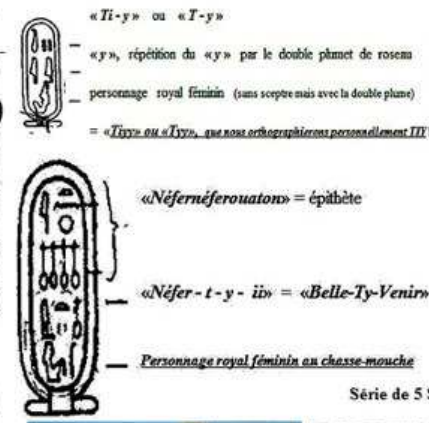 « Ti-y » ou « T-y »
« y », répétition du « y » par le double plumet de roseau
personnage royal féminin (sans sceptre mais avec la double plume)
= «Tiyy» ou «Tyy», que nous orthographierons personnellement TIY
«Néfernéferouaton» = épithète
«Néfer - t - y - ii» = «Belle-Ty-Venir»
Personnage royal féminin au chasse-mouche
Série de 5 S